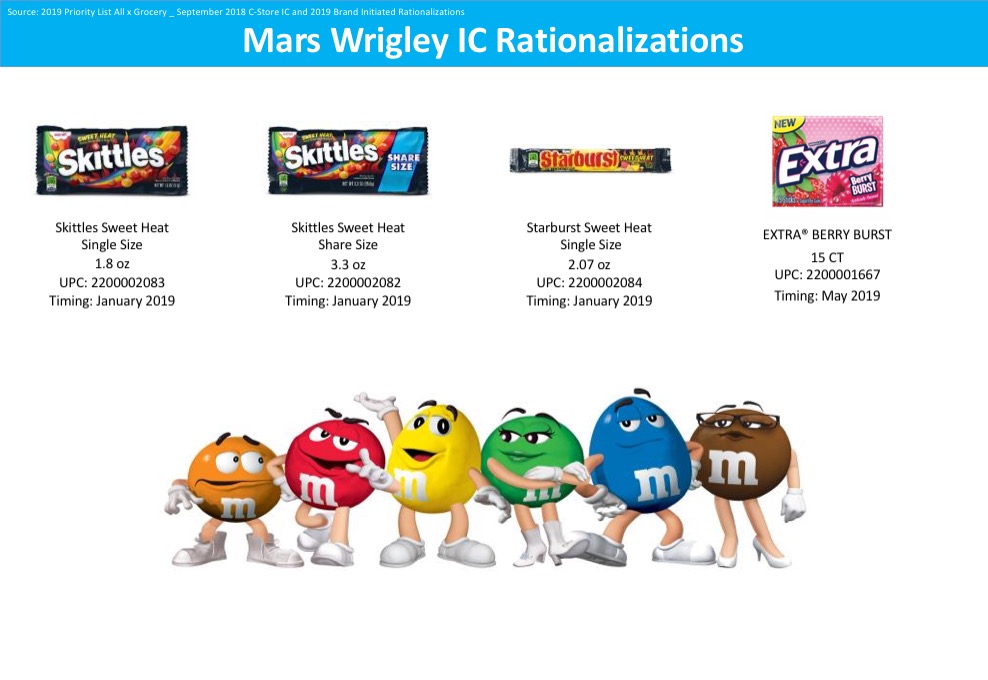 Source: 2019 Priority List All x Grocery _ September 2018 C-Store IC and 2019 Brand Initiated Rationalizations
Mars Wrigley IC Rationalizations
SWEET HEAT
Skittles
SWEET HEAT
Skittles
SHARE
SIZE
Starburst SWEET HEAT
NEW
Extra
Berry
BURST
Skittles Sweet Heat
Single Size
1.8 oz
UPC: 2200002083
Timing: January 2019
Skittles Sweet Heat
Share Size
3.3 oz
UPC: 2200002082
Timing: January 2019
Starburst Sweet Heat
Single Size
2.07 oz
UPC: 2200002084
Timing: January 2019
EXTRA® BERRY BURST
15 CT
UPC: 2200001667
Timing: May 2019
m
m
m
m
m
m